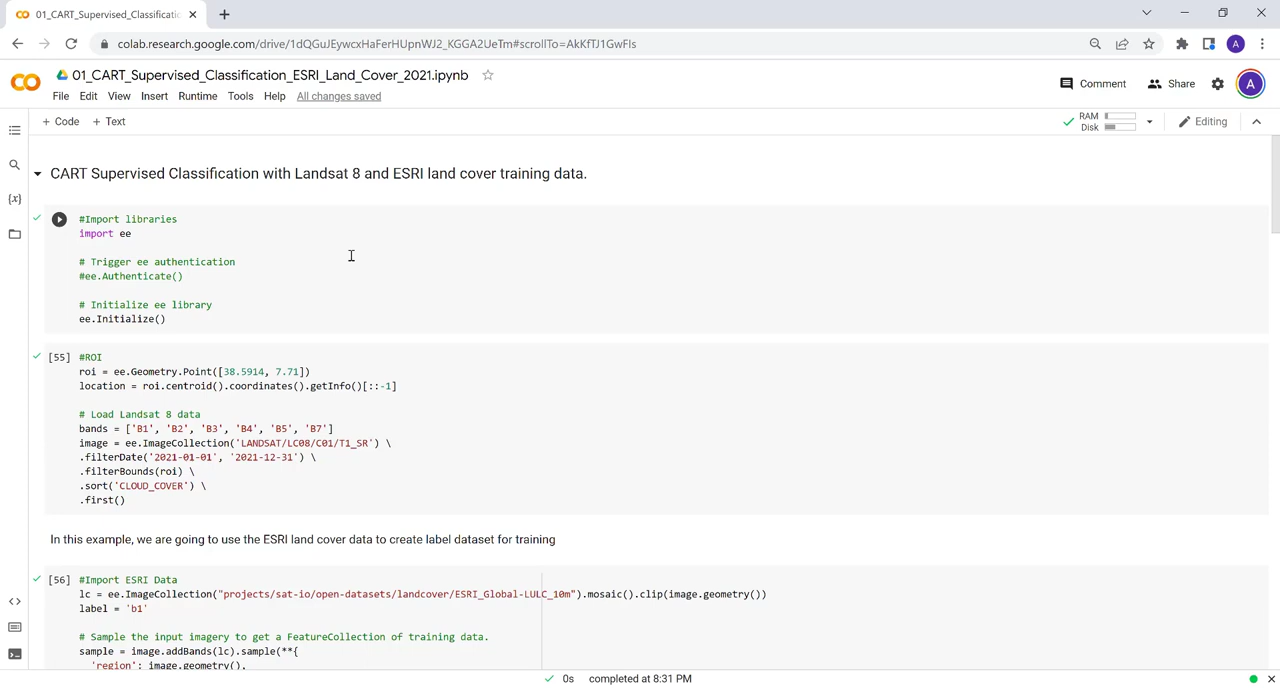 01_CART_Supervised_Classificatio
colab.research.google.com/drive/1dQGuJEywcxHaFerHUpnWJ2_KGGA2UeTm#scrollTo=AkKfTJ1GwFIs
A
01_CART_Supervised_Classification_ESRI_Land_Cover_2021.ipynb
File Edit View Insert Runtime Tools Help All changes saved
Comment Share A
+ Code + Text
RAM
Disk
Editing
CART Supervised Classification with Landsat 8 and ESRI land cover training data.
#Import libraries
import ee
# Trigger ee authentication
#ee.Authenticate()
# Initialize ee library
ee.Initialize()
[55] #ROI
roi = ee.Geometry.Point([38.5914, 7.71])
location = roi.centroid().coordinates().getInfo()[::-1]
# Load Landsat 8 data
bands = ['B1', 'B2', 'B3', 'B4', 'B5', 'B7']
image = ee.ImageCollection('LANDSAT/LC08/C01/T1_SR') \
.filterDate('2021-01-01', '2021-12-31') \
.filterBounds(roi) \
.sort('CLOUD_COVER') \
.first()
In this example, we are going to use the ESRI land cover data to create label dataset for training
[56] #Import ESRI Data
lc = ee.ImageCollection("projects/sat-io/open-datasets/landcover/ESRI_Global-LULC_10m").mosaic().clip(image.geometry())
label = 'b1'
# Sample the input imagery to get a FeatureCollection of training data.
sample = image.addBands(lc).sample(**{
'region': image.geometry(),
0s completed at 8:31 PM